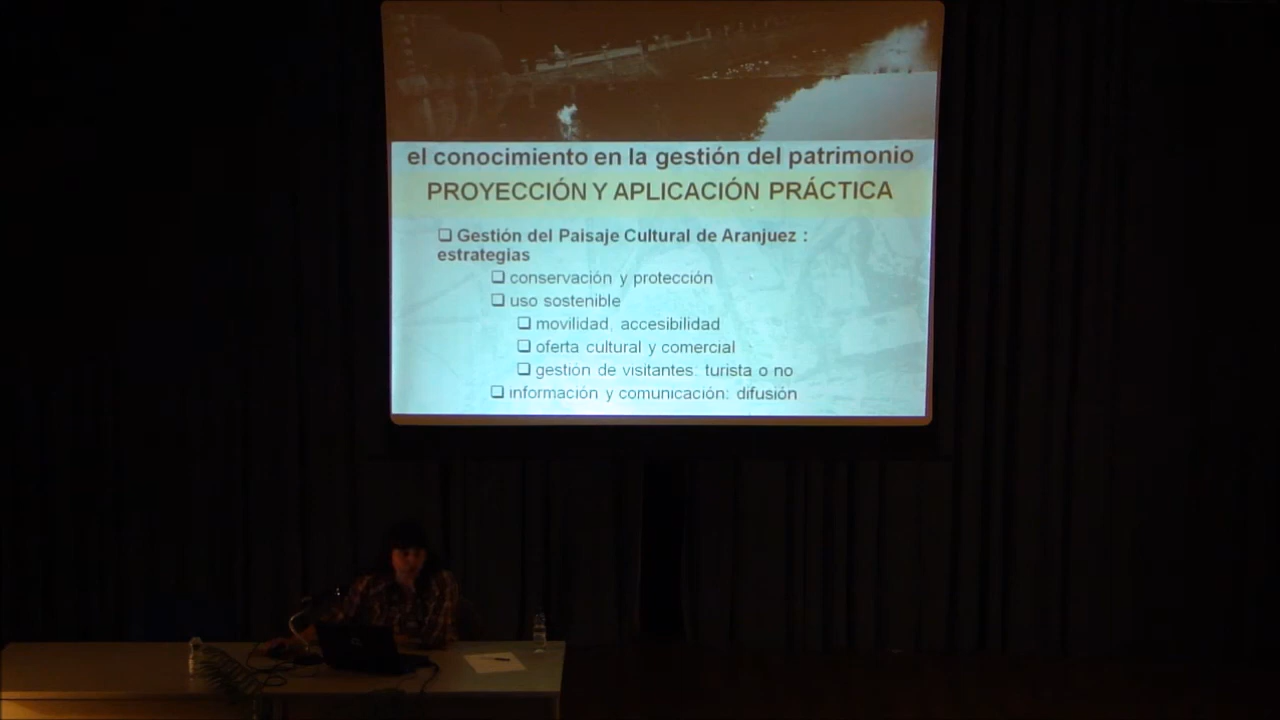 el conocimiento en la gestión del patrimonio
PROYECCIÓN Y APLICACIÓN PRÁCTICA
❑ Gestión del Paisaje Cultural de Aranjuez :
estrategias
❑ conservación y protección
❑ uso sostenible
❑ movilidad, accesibilidad
❑ oferta cultural y comercial
❑ gestión de visitantes: turista o no
❑ información y comunicación: difusión